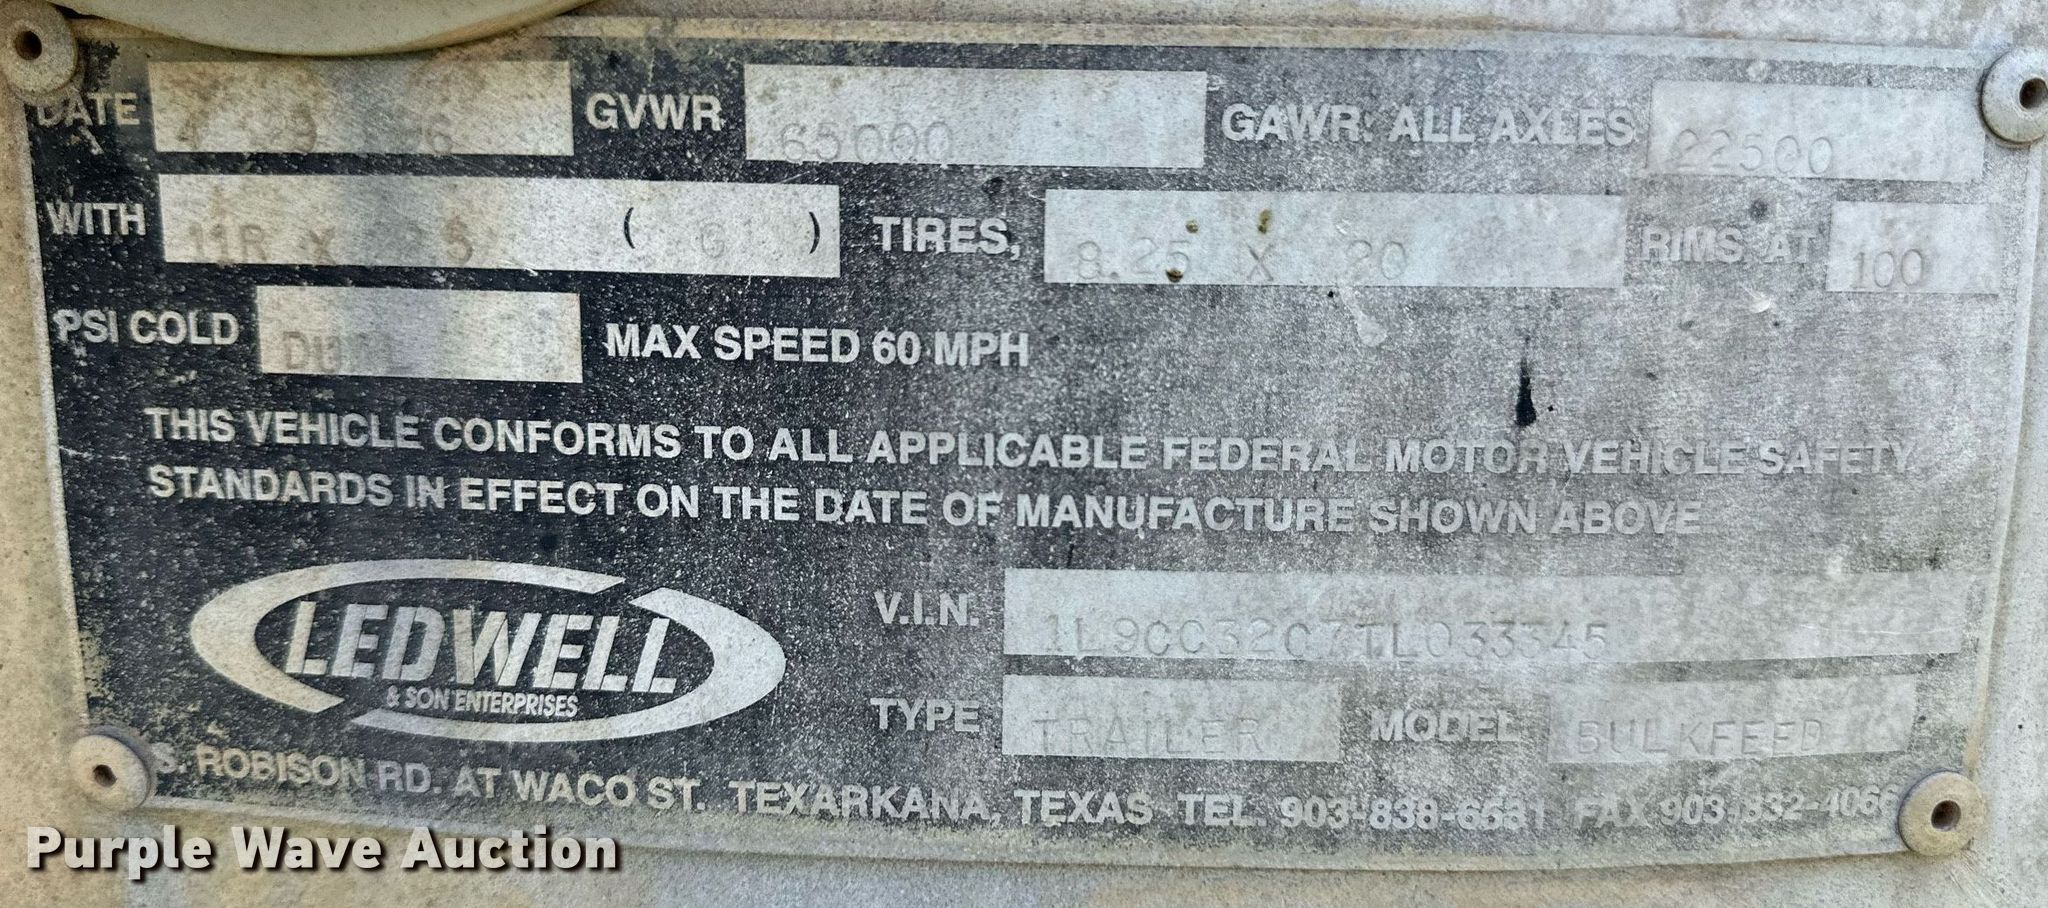 DATE GVWR 65000 GAWR: ALL AXLES 22500
WITH 11R X 5 ( G ) TIRES, 8.25 X 20 RIMS AT 100
PSI COLD MAX SPEED 60 MPH
THIS VEHICLE CONFORMS TO ALL APPLICABLE FEDERAL MOTOR VEHICLE SAFETY
STANDARDS IN EFFECT ON THE DATE OF MANUFACTURE SHOWN ABOVE
LEDWELL
& SON ENTERPRISES
V.I.N. 1L9CC32C7TL033345
TYPE TRAILER MODEL BULKFEED
S. ROBISON RD. AT WACO ST. TEXARKANA, TEXAS TEL. 903-838-6531 FAX 903-832-4066
Purple Wave Auction